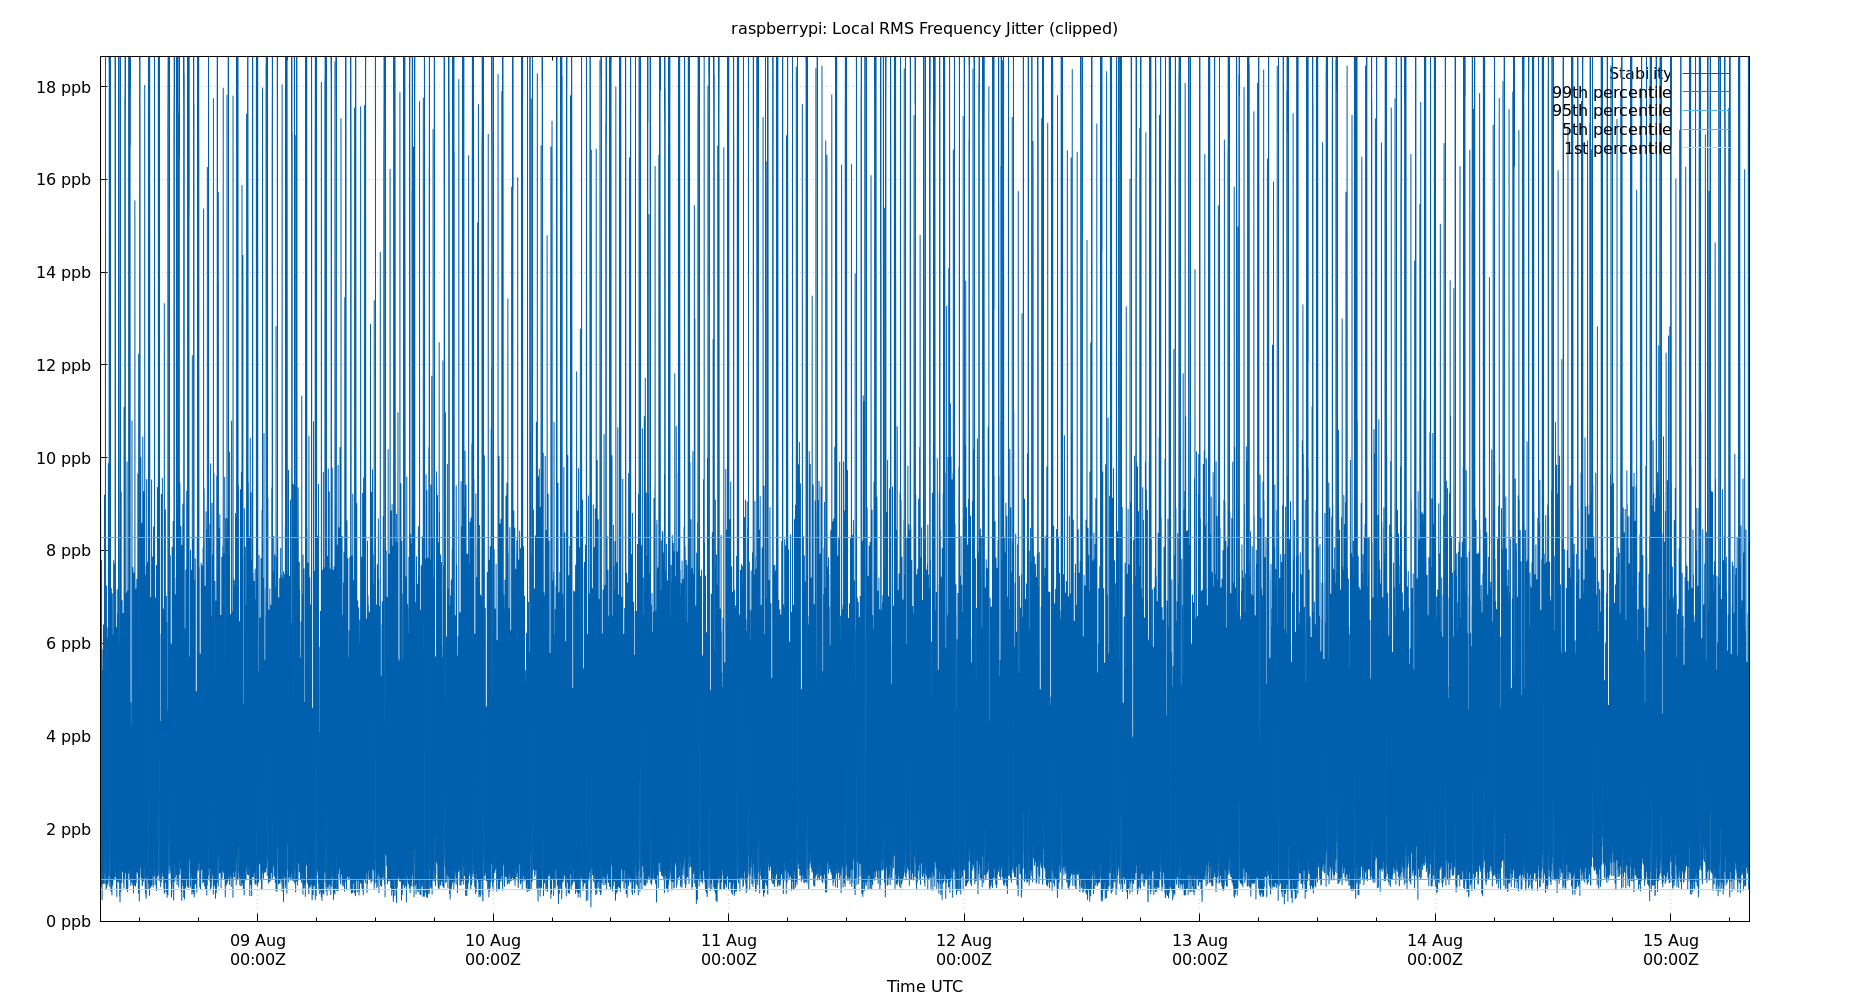 raspberrypi: Local RMS Frequency Jitter (clipped)
18 ppb
16 ppb
14 ppb
12 ppb
10 ppb
8 ppb
6 ppb
4 ppb
2 ppb
0 ppb
Stability
99th percentile
95th percentile
5th percentile
1st percentile
09 Aug
00:00Z
10 Aug
00:00Z
11 Aug
00:00Z
12 Aug
00:00Z
13 Aug
00:00Z
14 Aug
00:00Z
15 Aug
00:00Z
Time UTC